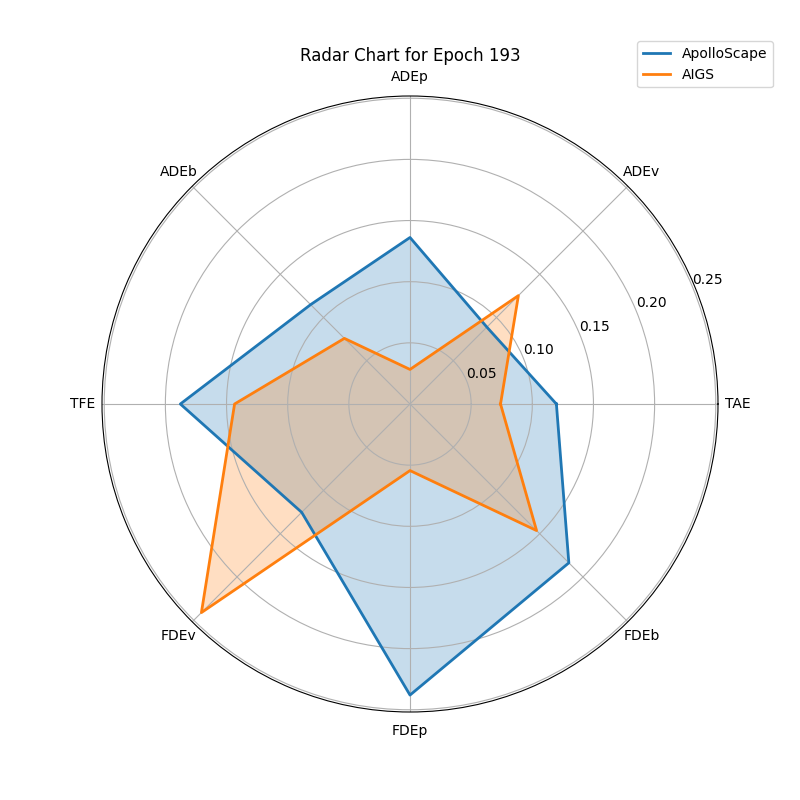 Radar Chart for Epoch 193
ApolloScape
AIGS
ADEp
ADEb
ADEv
0.25
0.20
0.15
0.10
0.05
TFE
TAE
FDEv
FDEb
FDEp